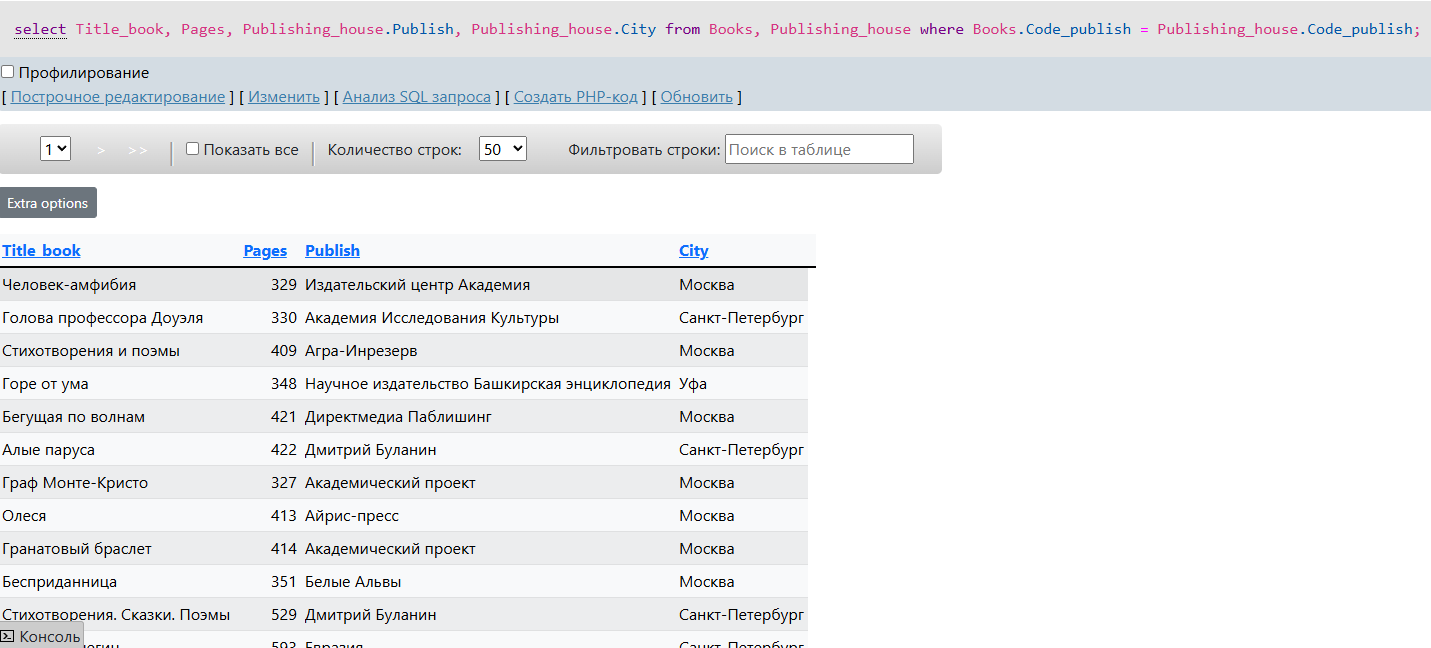 select Title_book, Pages, Publishing_house.Publish, Publishing_house.City from Books, Publishing_house where Books.Code_publish = Publishing_house.Code_publish;
Профилирование
[ Построчное редактирование ] [ Изменить ] [ Анализ SQL запроса ] [ Создать PHP-код ] [ Обновить ]
1 > >> Показать все Количество строк: 50 Фильтровать строки: Поиск в таблице
Extra options
Title_book Pages Publish City
Человек-амфибия 329 Издательский центр Академия Москва
Голова профессора Доуэля 330 Академия Исследования Культуры Санкт-Петербург
Стихотворения и поэмы 409 Агра-Инрезерв Москва
Горе от ума 348 Научное издательство Башкирская энциклопедия Уфа
Бегущая по волнам 421 Директмедиа Паблишинг Москва
Алые паруса 422 Дмитрий Буланин Санкт-Петербург
Граф Монте-Кристо 327 Академический проект Москва
Олеся 413 Айрис-пресс Москва
Гранатовый браслет 414 Академический проект Москва
Бесприданница 351 Белые Альвы Москва
Стихотворения. Сказки. Поэмы 529 Дмитрий Буланин Санкт-Петербург
593 Евразия Санкт-Петербург
Консоль